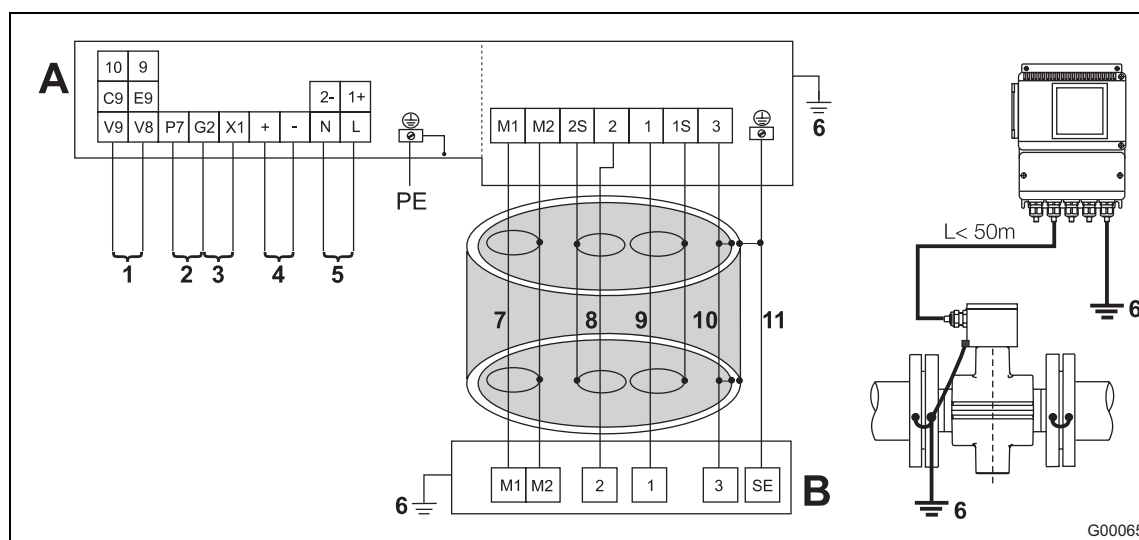 A
10 9
C9 E9 2- 1+
V9 V8 P7 G2 X1 + - N L
M1 M2 2S 2 1 1S 3
6
PE
1 2 3 4 5
7 8 9 10 11
6
M1 M2 2 1 3 SE
B
L< 50m
6
6
G00065